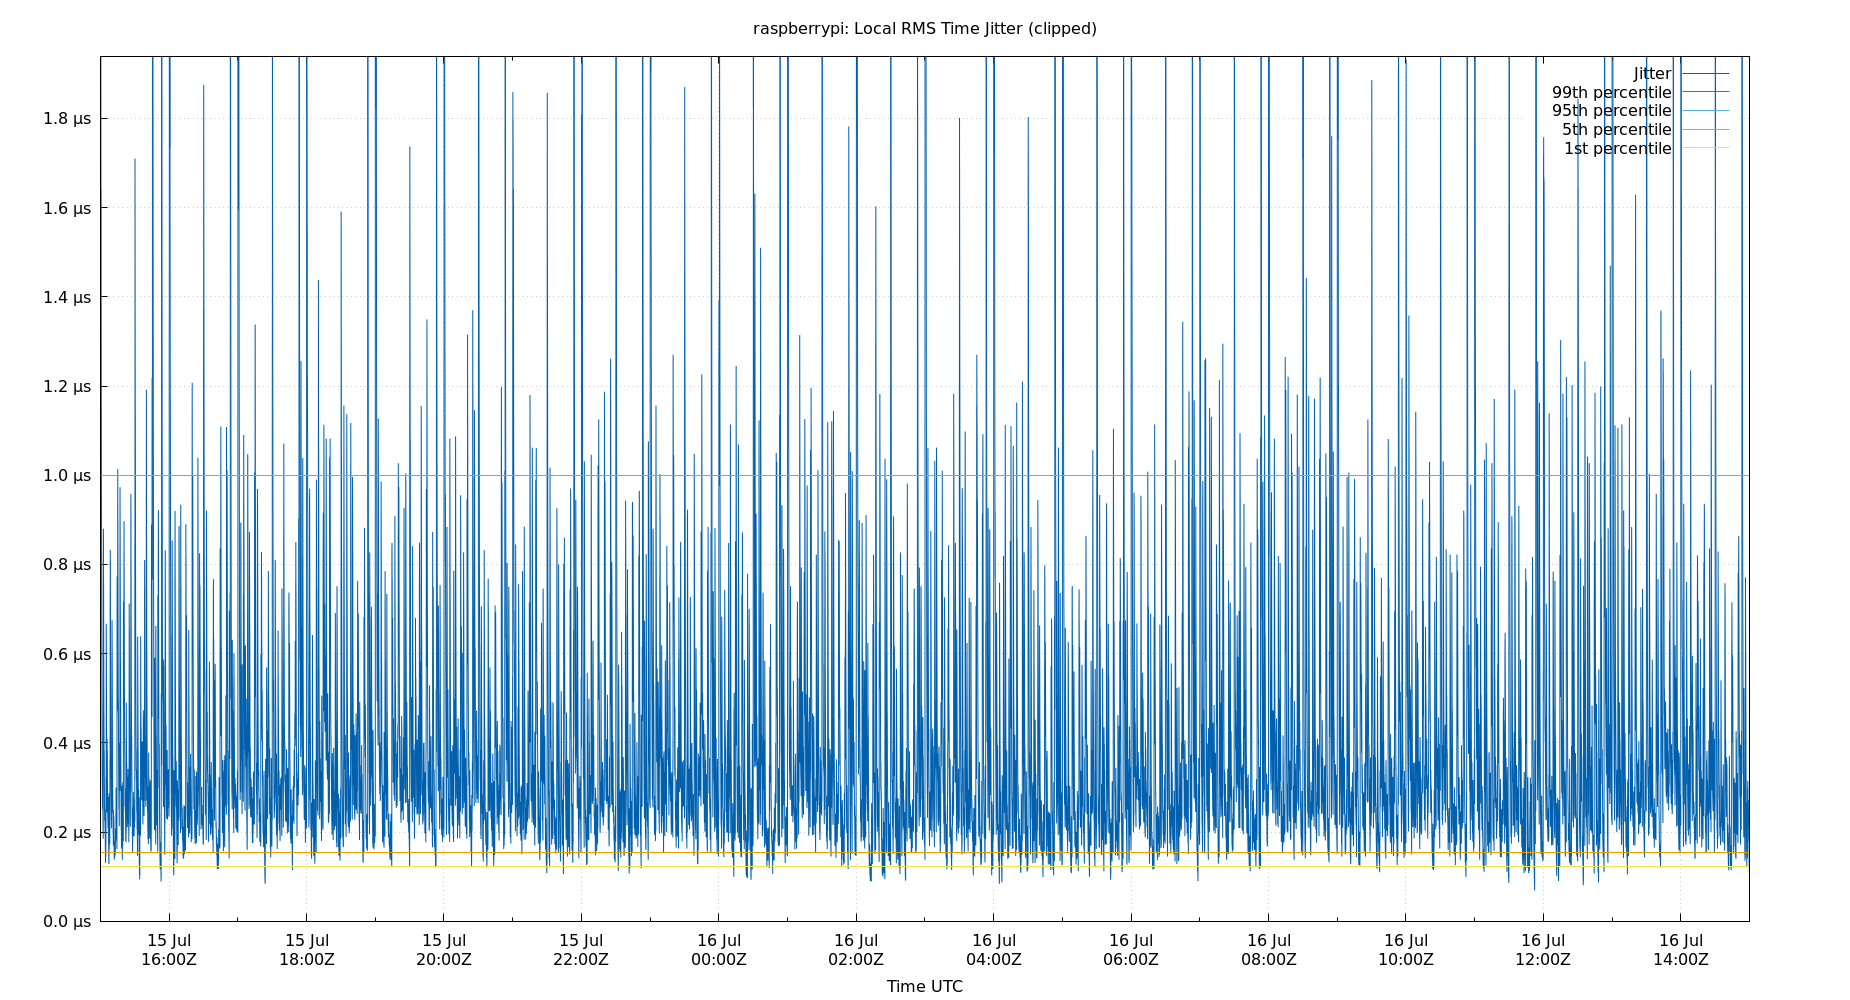 raspberrypi: Local RMS Time Jitter (clipped)
Jitter
99th percentile
95th percentile
5th percentile
1st percentile
1.8 µs
1.6 µs
1.4 µs
1.2 µs
1.0 µs
0.8 µs
0.6 µs
0.4 µs
0.2 µs
0.0 µs
15 Jul 15 Jul 15 Jul 15 Jul 16 Jul 16 Jul 16 Jul 16 Jul 16 Jul 16 Jul 16 Jul 16 Jul
16:00Z 18:00Z 20:00Z 22:00Z 00:00Z 02:00Z 04:00Z 06:00Z 08:00Z 10:00Z 12:00Z 14:00Z
Time UTC